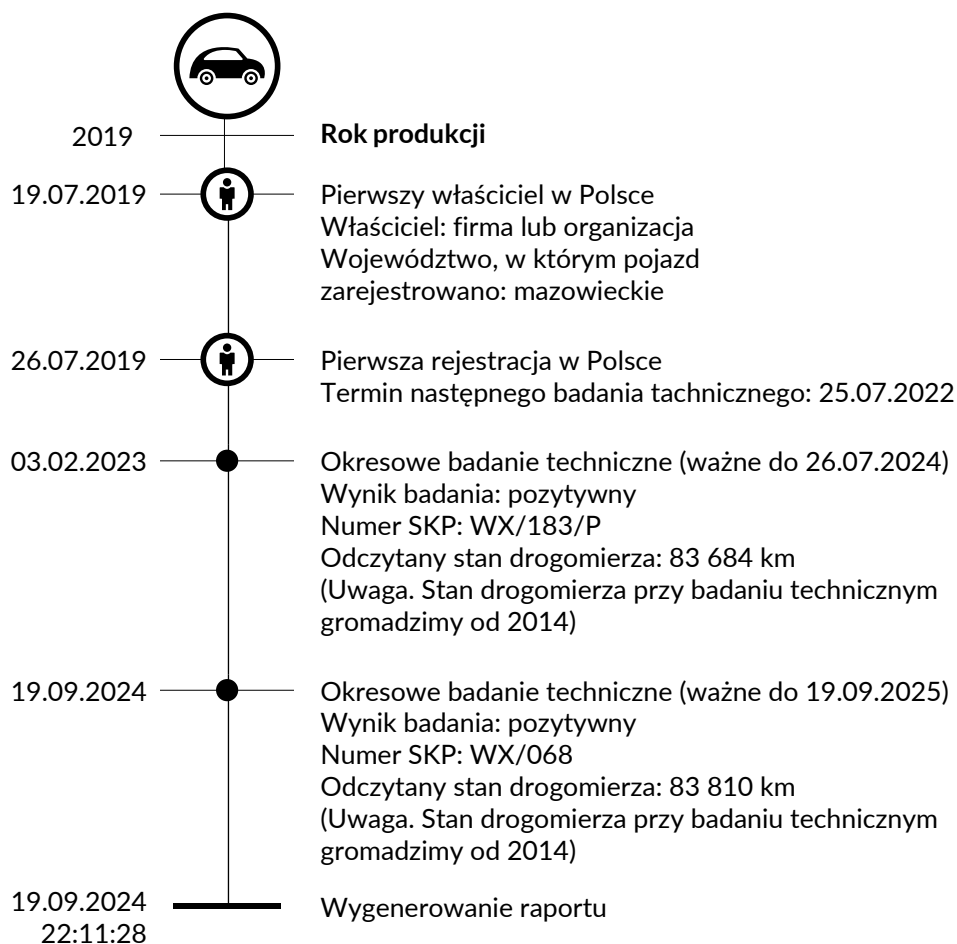 2019
Rok produkcji
19.07.2019
Pierwszy właściciel w Polsce
Właściciel: firma lub organizacja
Województwo, w którym pojazd
zarejestrowano: mazowieckie
26.07.2019
Pierwsza rejestracja w Polsce
Termin następnego badania tachnicznego: 25.07.2022
03.02.2023
Okresowe badanie techniczne (ważne do 26.07.2024)
Wynik badania: pozytywny
Numer SKP: WX/183/P
Odczytany stan drogomierza: 83 684 km
(Uwaga. Stan drogomierza przy badaniu technicznym
gromadzimy od 2014)
19.09.2024
Okresowe badanie techniczne (ważne do 19.09.2025)
Wynik badania: pozytywny
Numer SKP: WX/068
Odczytany stan drogomierza: 83 810 km
(Uwaga. Stan drogomierza przy badaniu technicznym
gromadzimy od 2014)
19.09.2024
22:11:28
Wygenerowanie raportu